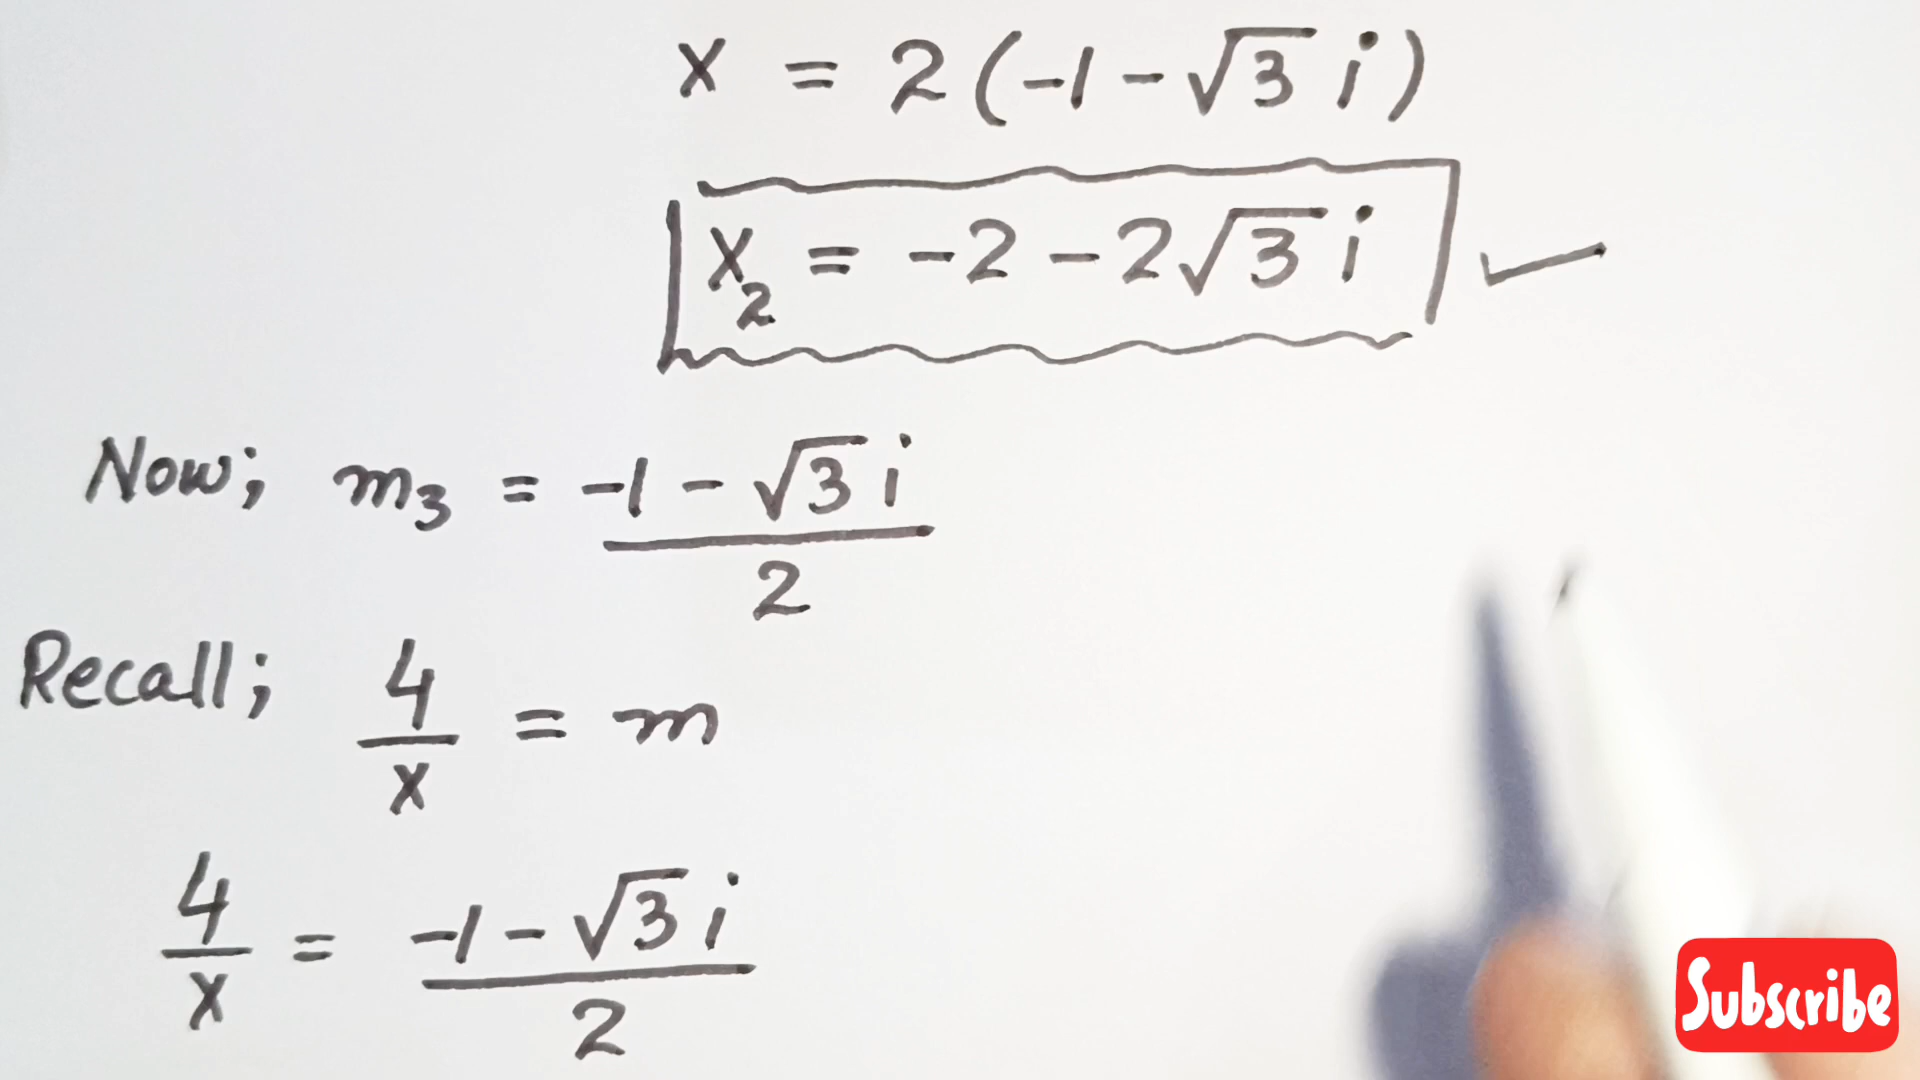 x = 2(-1-√3 i)
x₂ = -2-2√3 i ✓
Now; m₃ = (-1-√3 i)/2
Recall; 4/x = m
4/x = (-1-√3 i)/2
Subscribe